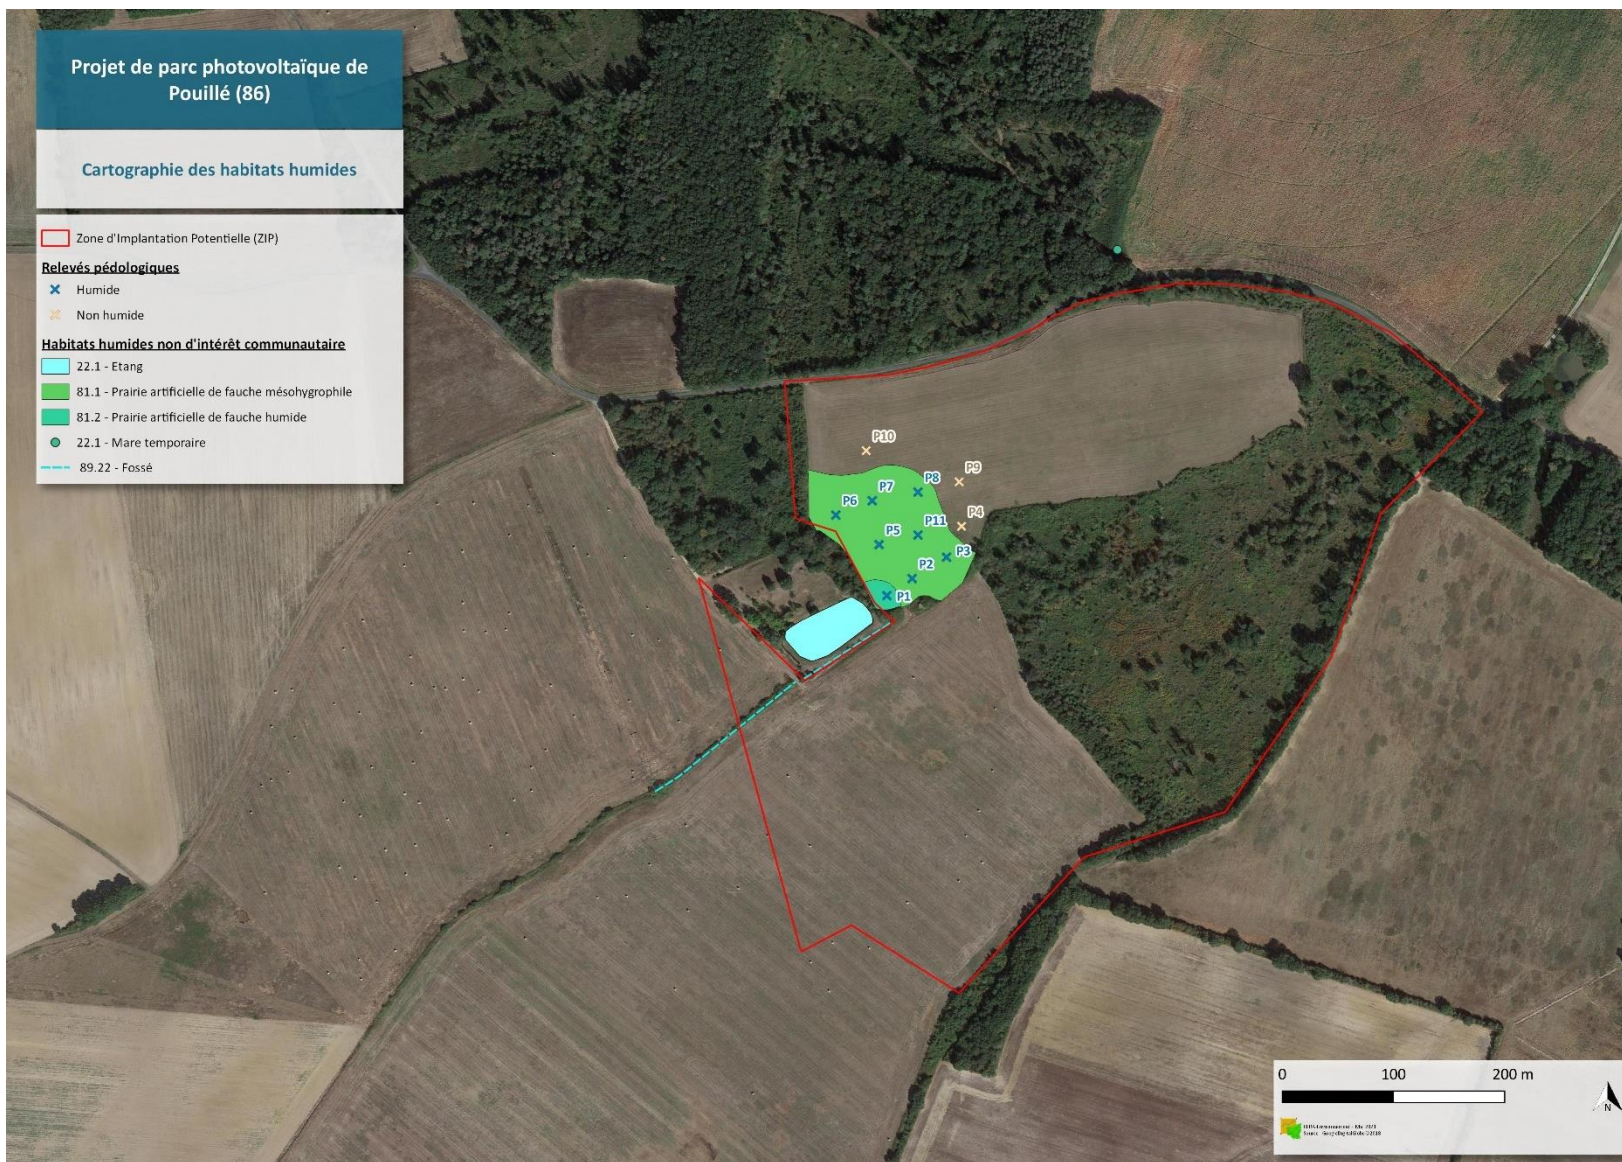 Projet de parc photovoltaïque de
Pouillé (86)
Cartographie des habitats humides
Zone d'Implantation Potentielle (ZIP)
Relevés pédologiques
Humide
Non humide
Habitats humides non d'intérêt communautaire
22.1 - Etang
81.1 - Prairie artificielle de fauche mésohygrophile
81.2 - Prairie artificielle de fauche humide
22.1 - Mare temporaire
89.22 - Fossé
P10
P9
P8
P7
P6
P4
P11
P5
P3
P2
P1
0 100 200 m
N